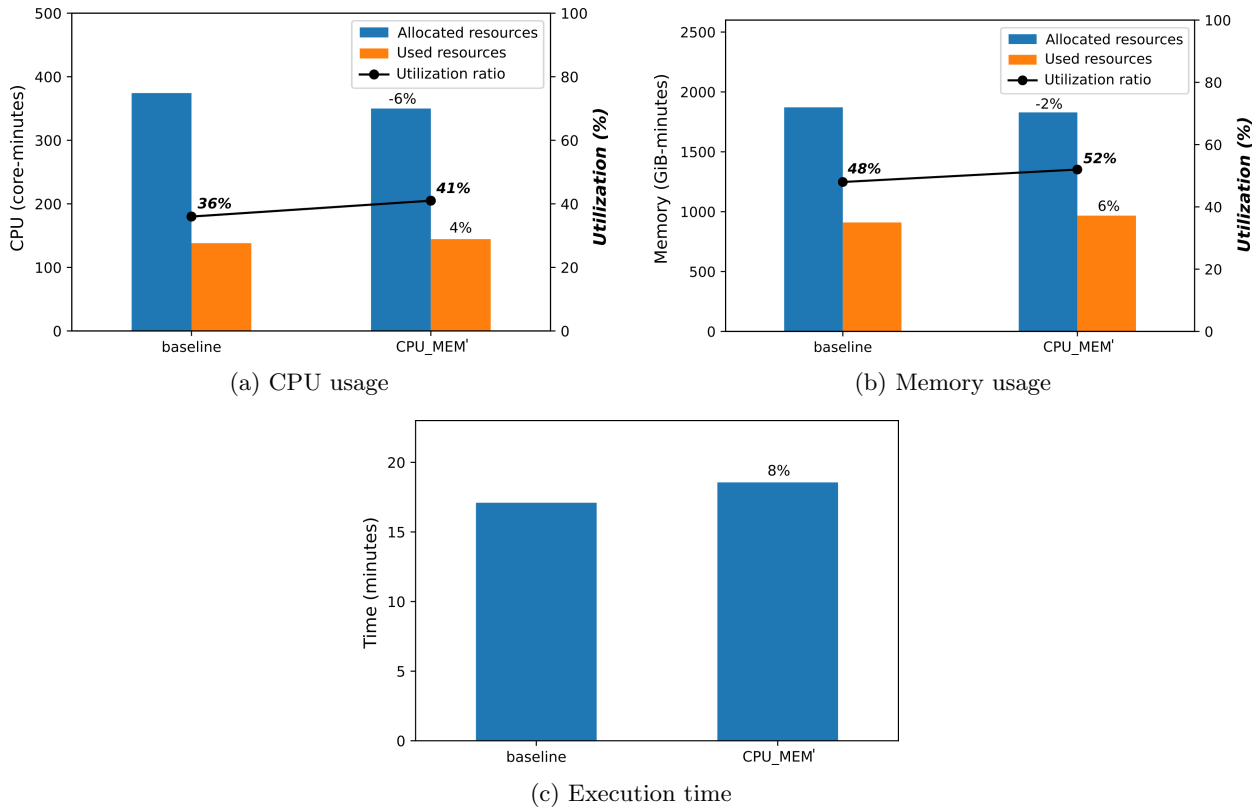 500
400
300
200
100
0
CPU (core-minutes)
Allocated resources
Used resources
Utilization ratio
-6%
36%
41%
4%
100
80
60
40
20
0
Utilization (%)
baseline
CPU_MEM'
(a) CPU usage
2500
2000
1500
1000
500
0
Memory (GiB-minutes)
Allocated resources
Used resources
Utilization ratio
-2%
48%
52%
6%
100
80
60
40
20
0
Utilization (%)
baseline
CPU_MEM'
(b) Memory usage
20
15
10
5
0
Time (minutes)
8%
baseline
CPU_MEM'
(c) Execution time